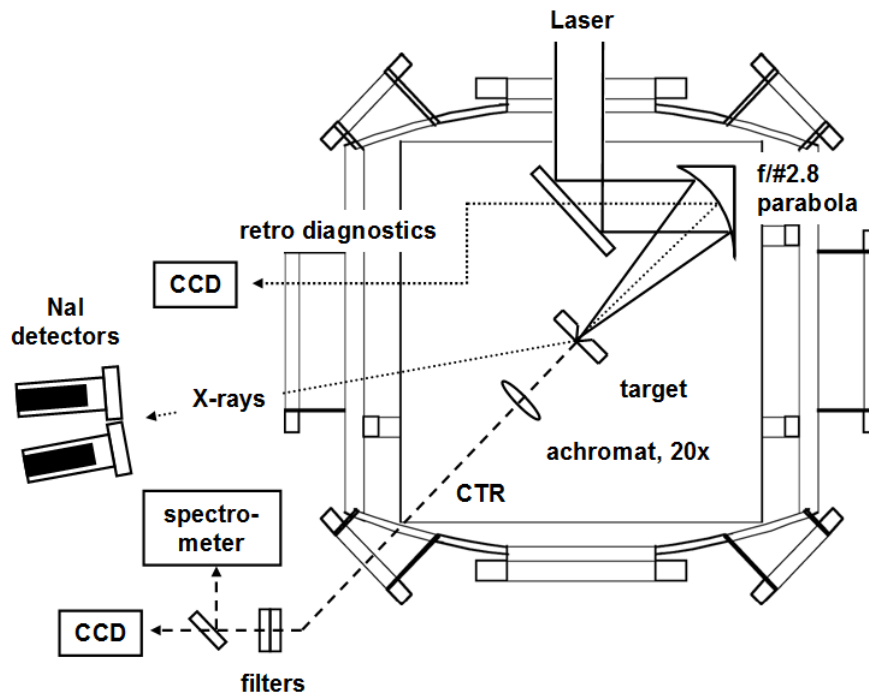 Laser
f/#2.8
parabola
retro diagnostics
CCD
NaI
detectors
X-rays
target
achromat, 20x
CTR
spectro-
meter
CCD
filters